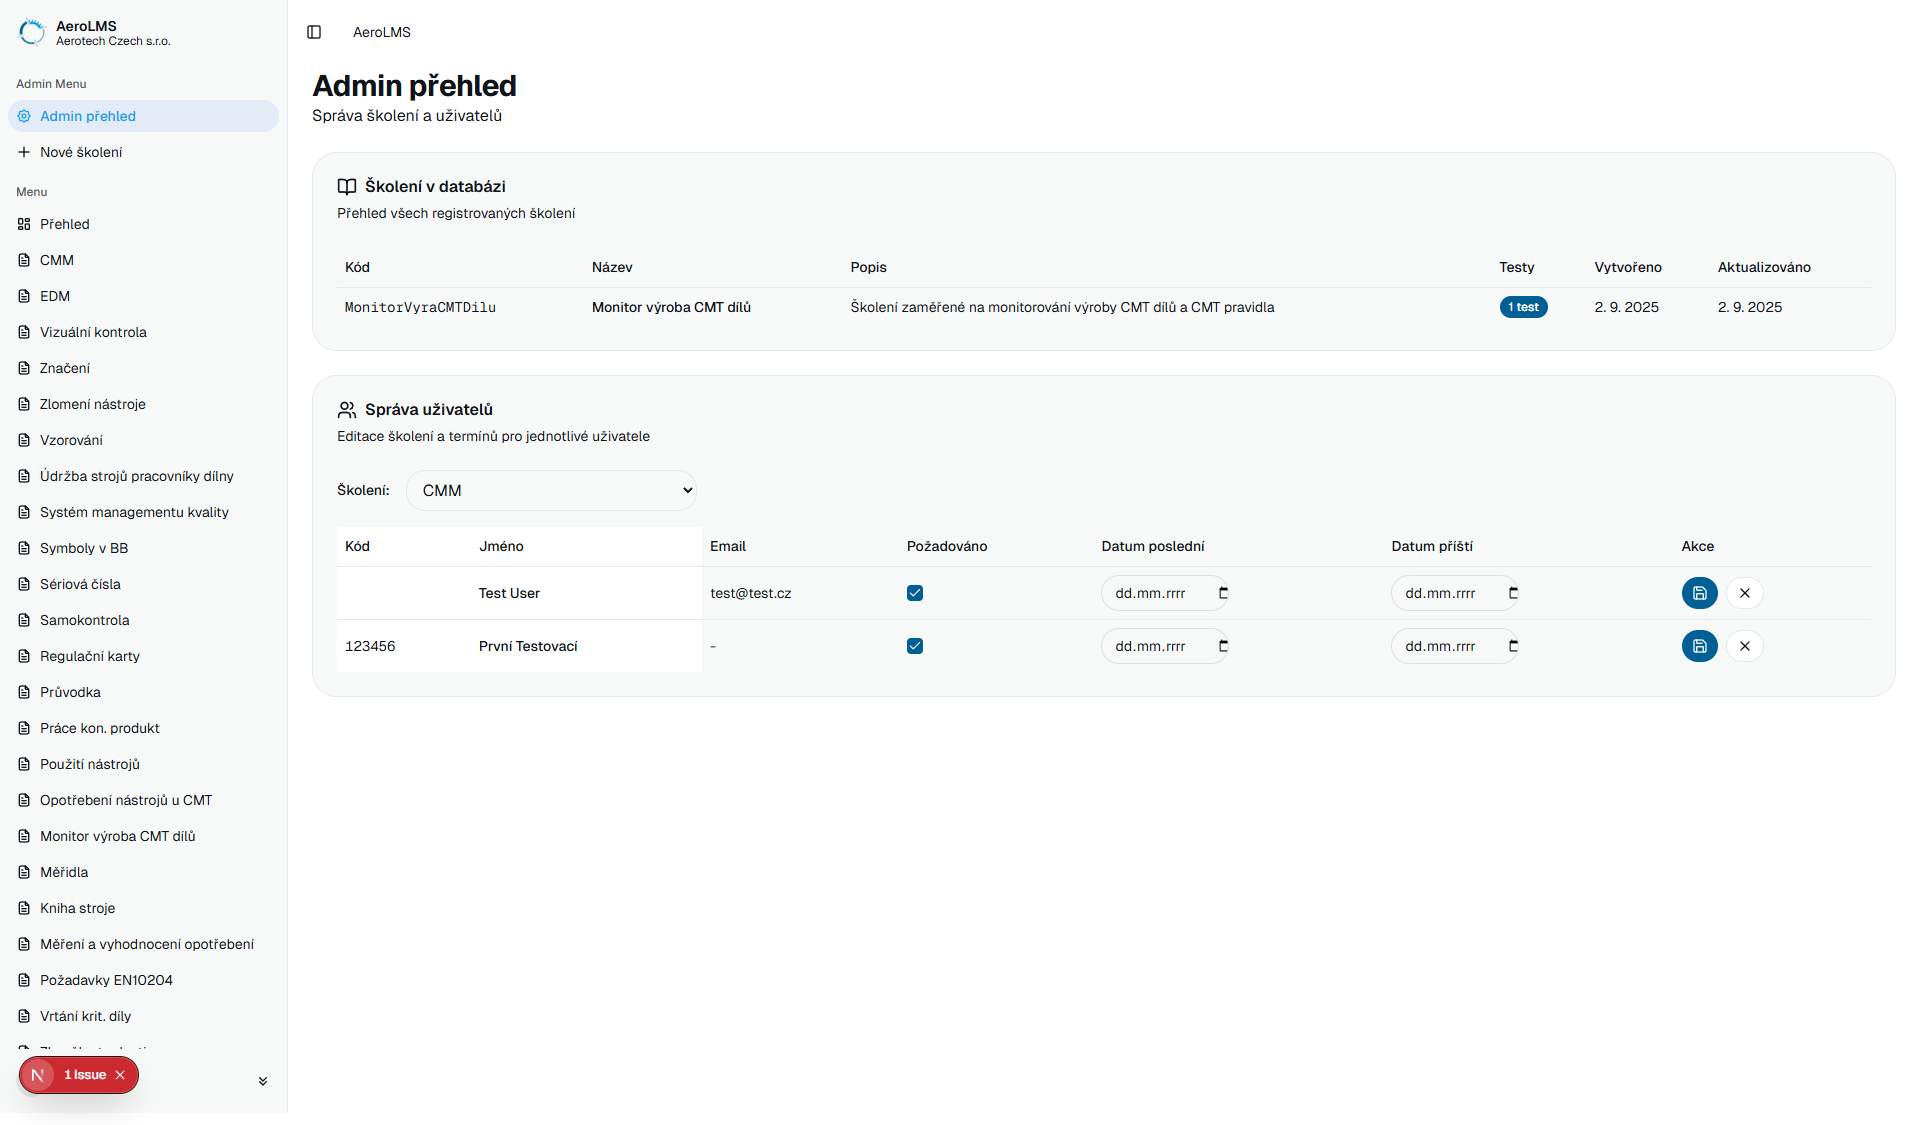 AeroLMS
Aerotech Czech s.r.o.
Admin Menu
Admin přehled
Nové školení
Menu
Přehled
CMM
EDM
Vizuální kontrola
Značení
Zlomení nástroje
Vzorování
Údržba strojů pracovníky dílny
Systém managementu kvality
Symboly v BB
Sériová čísla
Samokontrola
Regulační karty
Průvodka
Práce kon. produkt
Použití nástrojů
Opotřebení nástrojů u CMT
Monitor výroba CMT dílů
Měřidla
Kniha stroje
Měření a vyhodnocení opotřebení
Požadavky EN10204
Vrtání krit. díly
N 1 Issue
AeroLMS
Admin přehled
Správa školení a uživatelů
Školení v databázi
Přehled všech registrovaných školení
Kód Název Popis Testy Vytvořeno Aktualizováno
MonitorVyraCMTDilu Monitor výroba CMT dílů Školení zaměřené na monitorování výroby CMT dílů a CMT pravidla 1 test 2. 9. 2025 2. 9. 2025
Správa uživatelů
Editace školení a termínů pro jednotlivé uživatele
Školení: CMM
Kód Jméno Email Požadováno Datum poslední Datum příští Akce
Test User test@test.cz dd.mm.rrrr dd.mm.rrrr
123456 První Testovací - dd.mm.rrrr dd.mm.rrrr